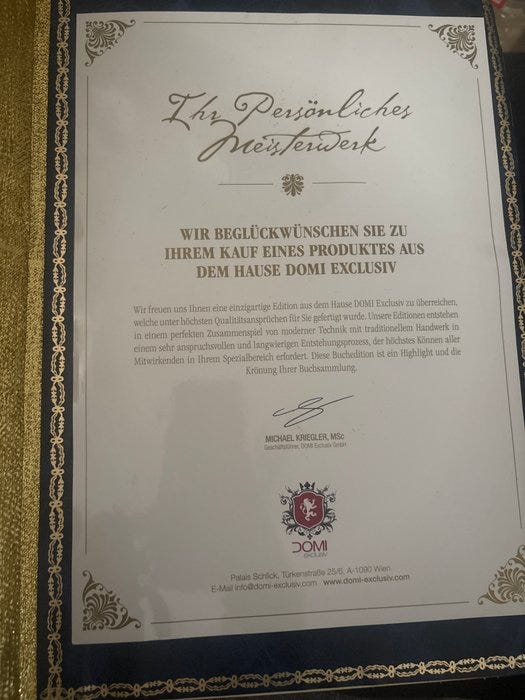 Ihr Persönliches
Meisterwerk
WIR BEGLÜCKWÜNSCHEN SIE ZU
IHREM KAUF EINES PRODUKTES AUS
DEM HAUSE DOMI EXCLUSIV
Wir freuen uns Ihnen eine einzigartige Edition aus dem Hause DOMI Exclusiv zu überreichen,
welche unter höchsten Qualitätsansprüchen für Sie gefertigt wurde. Unsere Editionen entstehen
in einem perfekten Zusammenspiel von moderner Technik mit traditionellem Handwerk in
einem sehr anspruchsvollen und langwierigen Entstehungsprozess, der höchstes Können aller
Mitwirkenden in Ihrem Spezialbereich erfordert. Diese Buchedition ist ein Highlight und die
Krönung Ihrer Buchsammlung.
MICHAEL KRIEGLER, MSc
Geschäftsführer, DOMI Exclusiv GmbH
DOMI
EXCLUSIV
Palais Schlick, Türkenstraße 25/6, A-1090 Wien
E-Mail info@domi-exclusiv.com www.domi-exclusiv.com